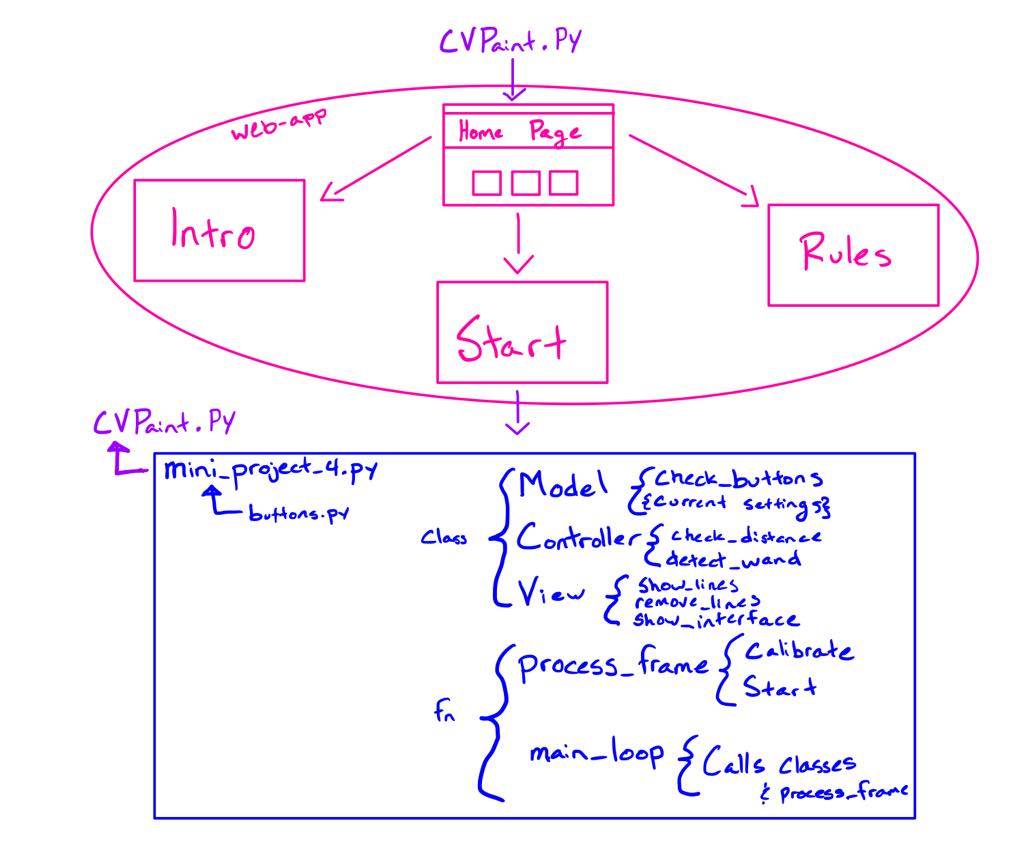 CVPaint.Py
web-app
Home Page
Intro
Rules
Start
CVPaint.Py
mini_project_4.py
buttons.py
Class
Model
Check_buttons
{Current settings}
Controller
check_distance
detect_wand
View
show_lines
remove_lines
show_interface
fn
process_frame
Calibrate
Start
main_loop
Calls Classes
& process_frame